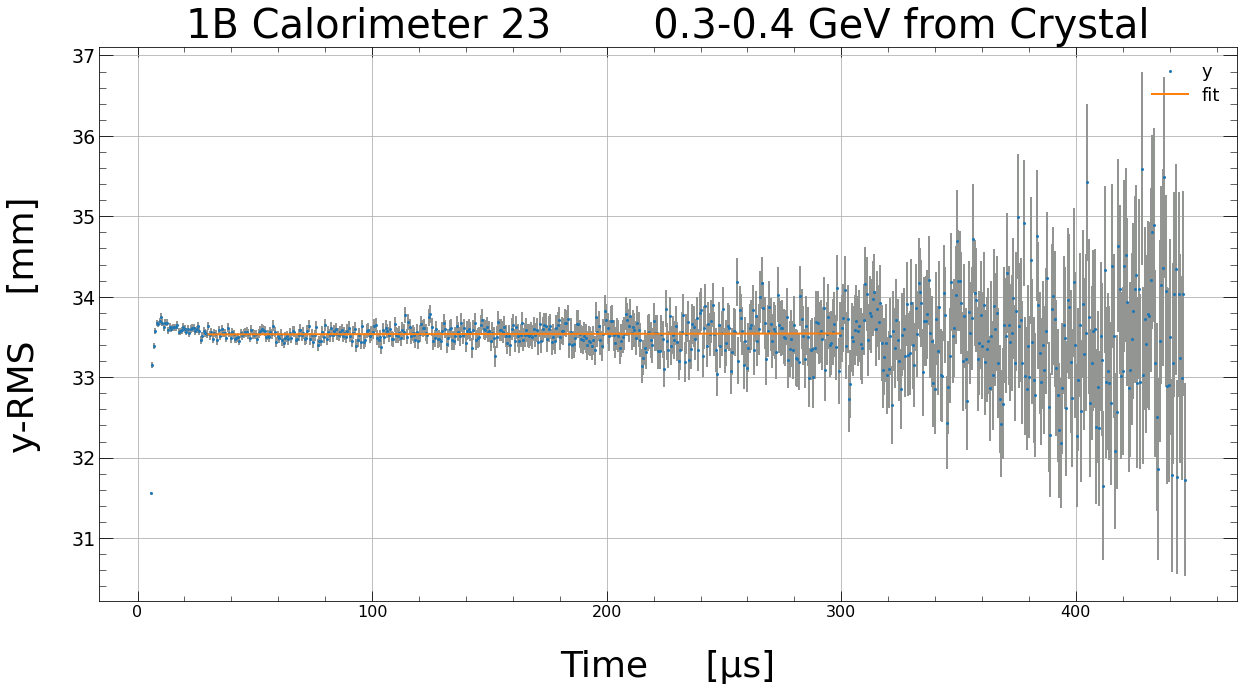 1B Calorimeter 23 0.3-0.4 GeV from Crystal
y
fit
37
36
35
34
33
32
31
y-RMS [mm]
0 100 200 300 400
Time [μs]